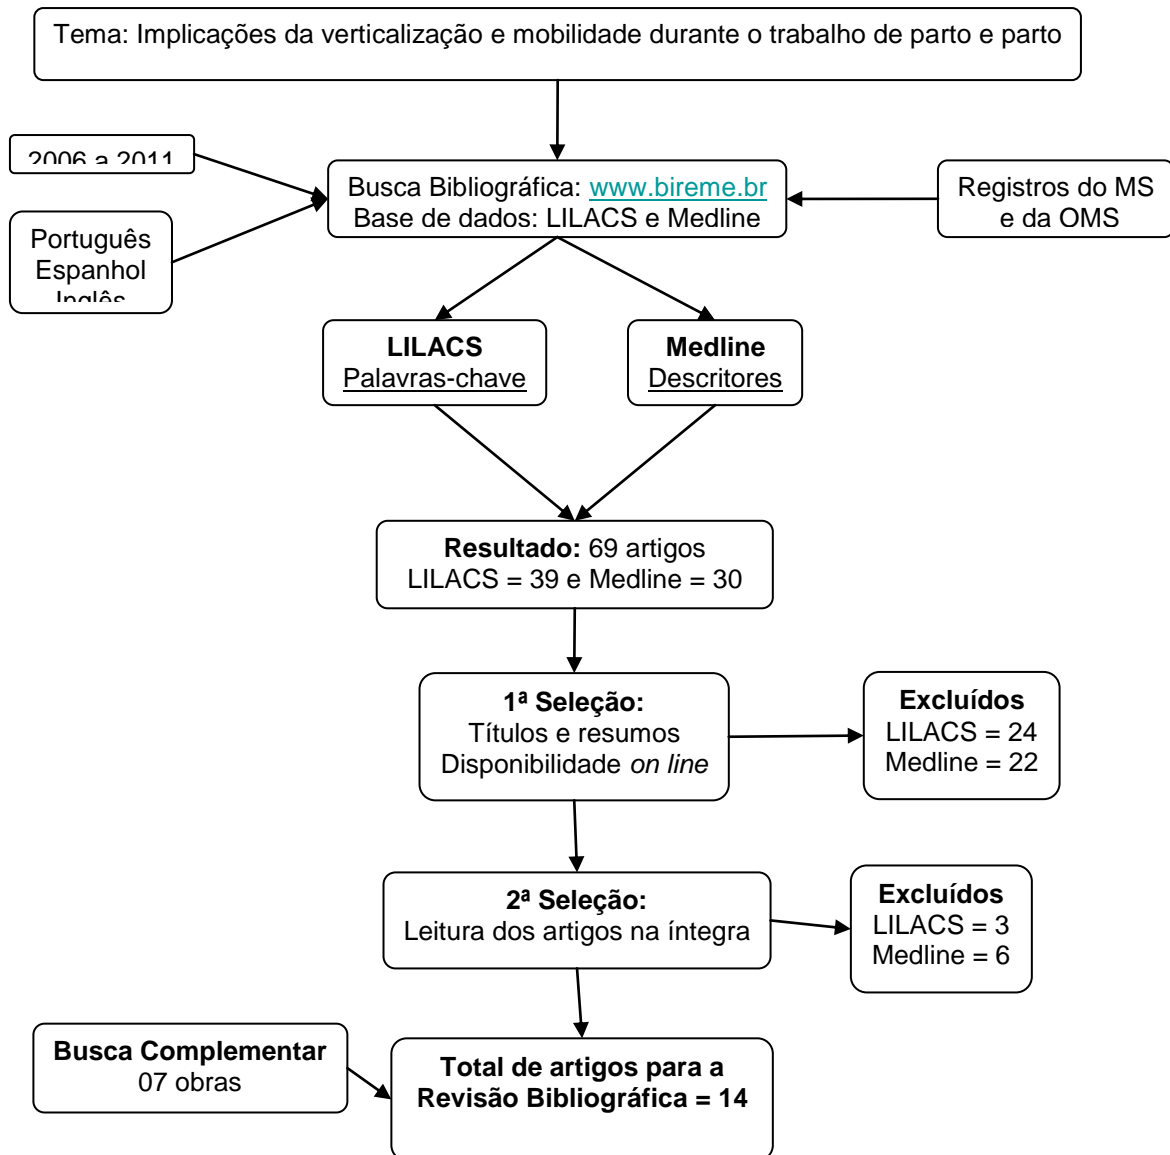 Tema: Implicações da verticalização e mobilidade durante o trabalho de parto e parto
2006 a 2011
Busca Bibliográfica: www.bireme.br
Base de dados: LILACS e Medline
Registros do MS
e da OMS
Português
Espanhol
Inglês
LILACS
Palavras-chave
Medline
Descritores
Resultado: 69 artigos
LILACS = 39 e Medline = 30
1ª Seleção:
Títulos e resumos
Disponibilidade on line
Excluídos
LILACS = 24
Medline = 22
2ª Seleção:
Leitura dos artigos na íntegra
Excluídos
LILACS = 3
Medline = 6
Busca Complementar
07 obras
Total de artigos para a
Revisão Bibliográfica = 14